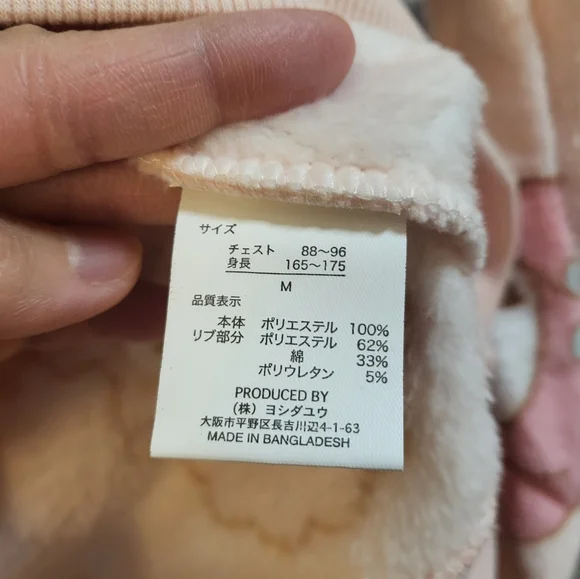 サイズ
チェスト 88～96
身長 165～175
M
品質表示
本体 ポリエステル 100%
リブ部分 ポリエステル 62%
綿 33%
ポリウレタン 5%
PRODUCED BY
(株) ヨシダユウ
大阪市平野区長吉川辺4-1-63
MADE IN BANGLADESH